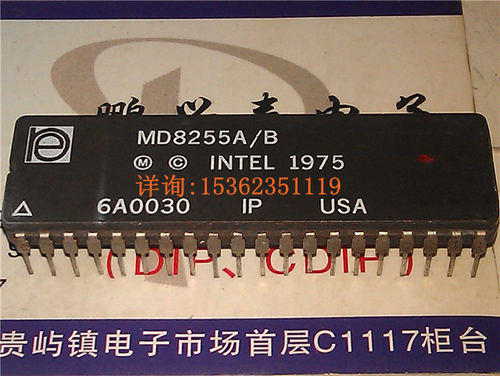 MD8255A/B
Ⓜ © INTEL 1975
详询:15362351119
6A0030 IP USA
(DIP、CDIP)
贵屿镇电子市场首层C1117柜台